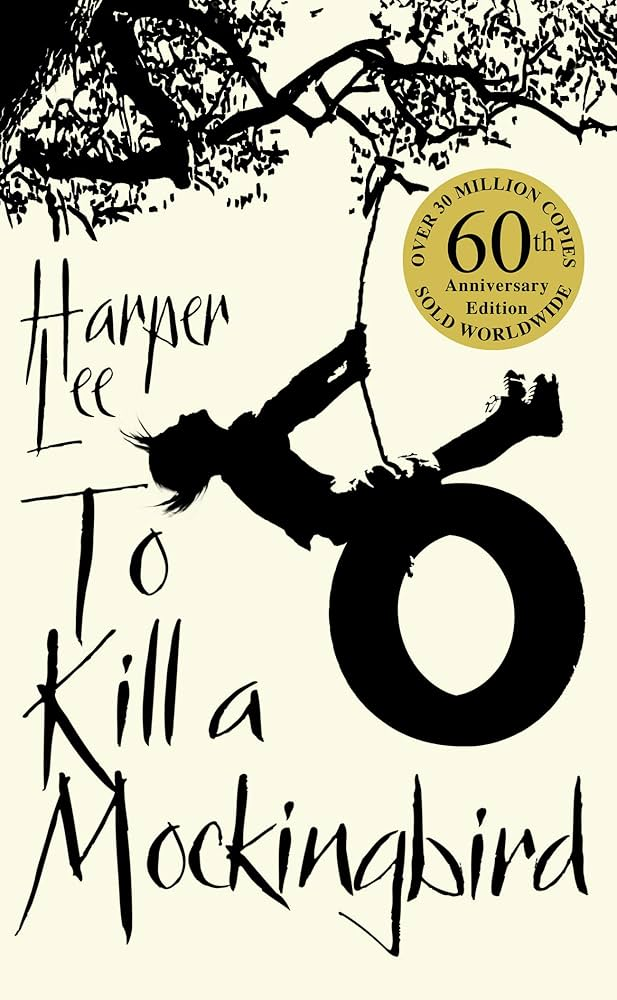 Harper
Lee
OVER 30 MILLION COPIES
60th
Anniversary
Edition
SOLD WORLDWIDE
To
Kill a
Mockingbird